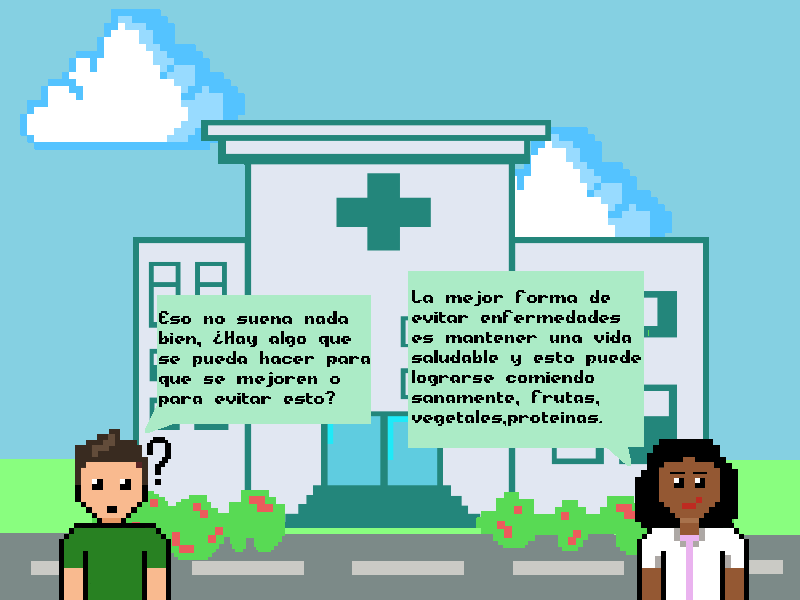 Eso no suena nada
bien, ¿Hay algo que
se pueda hacer para
que se mejoren o
para evitar esto?
La mejor forma de
evitar enfermedades
es mantener una vida
saludable y esto puede
lograrse comiendo
sanamente, frutas,
vegetales,proteinas.
?